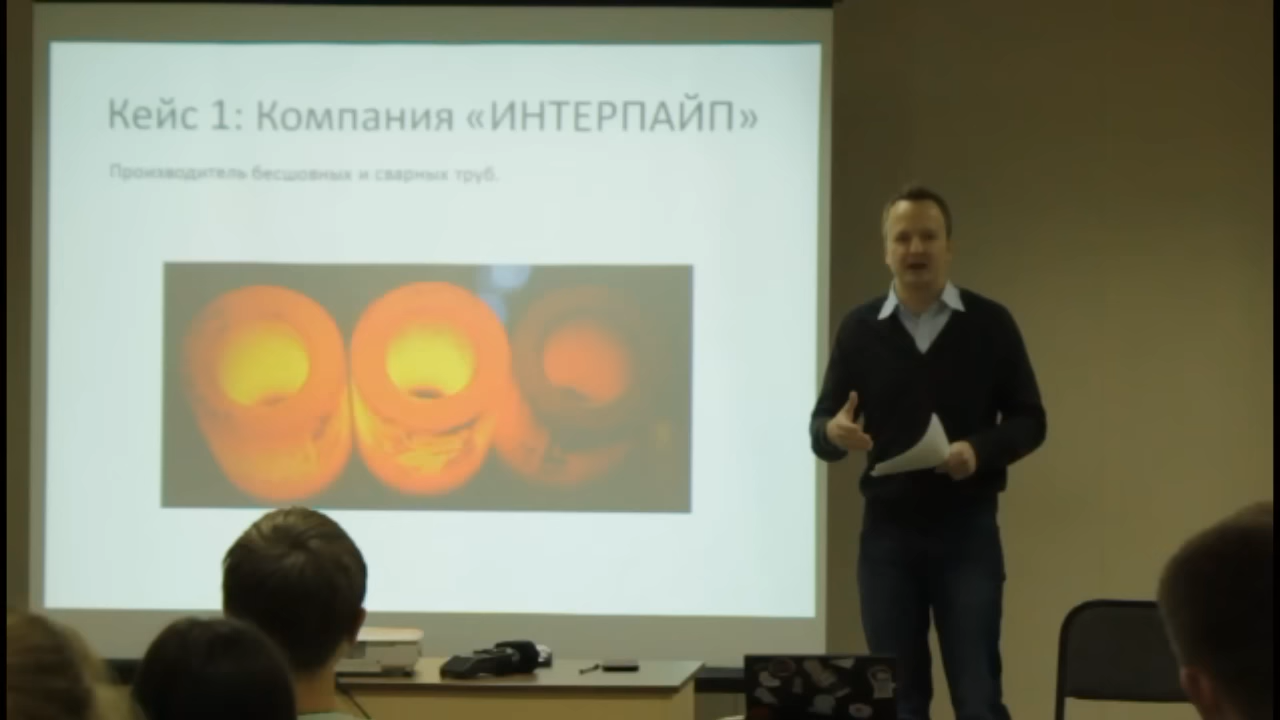 Кейс 1: Компания «ИНТЕРПАЙП»
Производитель бесшовных и сварных труб.